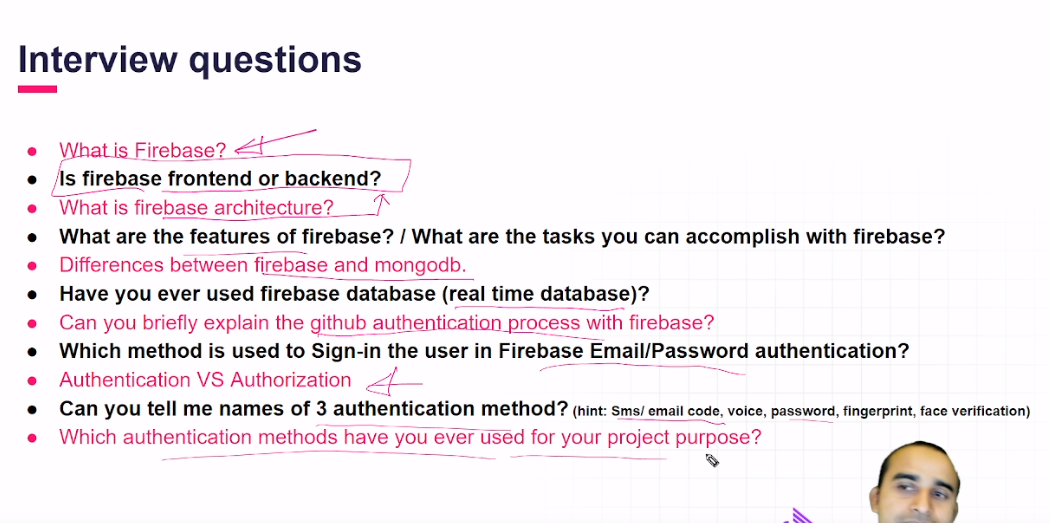 Interview questions
What is Firebase?
Is firebase frontend or backend?
What is firebase architecture?
What are the features of firebase? / What are the tasks you can accomplish with firebase?
Differences between firebase and mongodb.
Have you ever used firebase database (real time database)?
Can you briefly explain the github authentication process with firebase?
Which method is used to Sign-in the user in Firebase Email/Password authentication?
Authentication VS Authorization
Can you tell me names of 3 authentication method? (hint: Sms/ email code, voice, password, fingerprint, face verification)
Which authentication methods have you ever used for your project purpose?